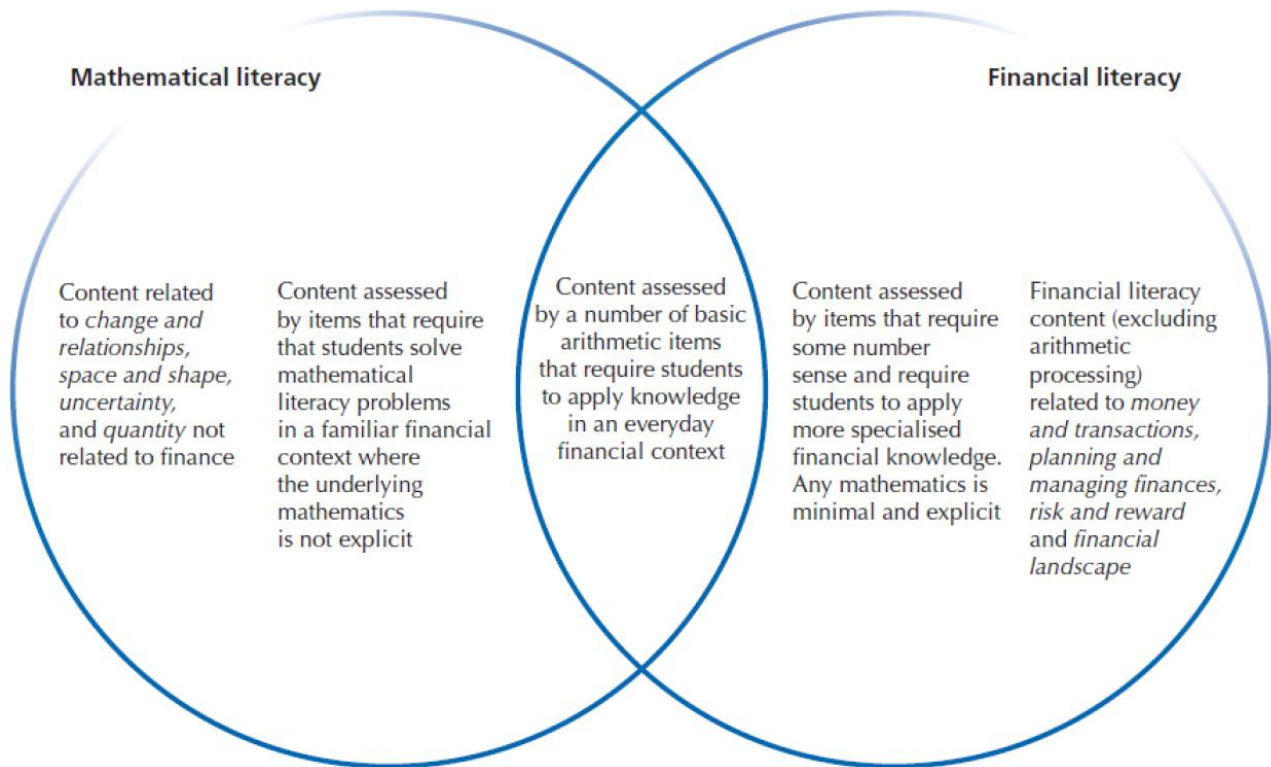 Mathematical literacy
Financial literacy
Content related
to change and
relationships,
space and shape,
uncertainty,
and quantity not
related to finance
Content assessed
by items that require
that students solve
mathematical
literacy problems
in a familiar financial
context where
the underlying
mathematics
is not explicit
Content assessed
by a number of basic
arithmetic items
that require students
to apply knowledge
in an everyday
financial context
Content assessed
by items that require
some number
sense and require
students to apply
more specialised
financial knowledge.
Any mathematics is
minimal and explicit
Financial literacy
content (excluding
arithmetic
processing)
related to money
and transactions,
planning and
managing finances,
risk and reward
and financial
landscape